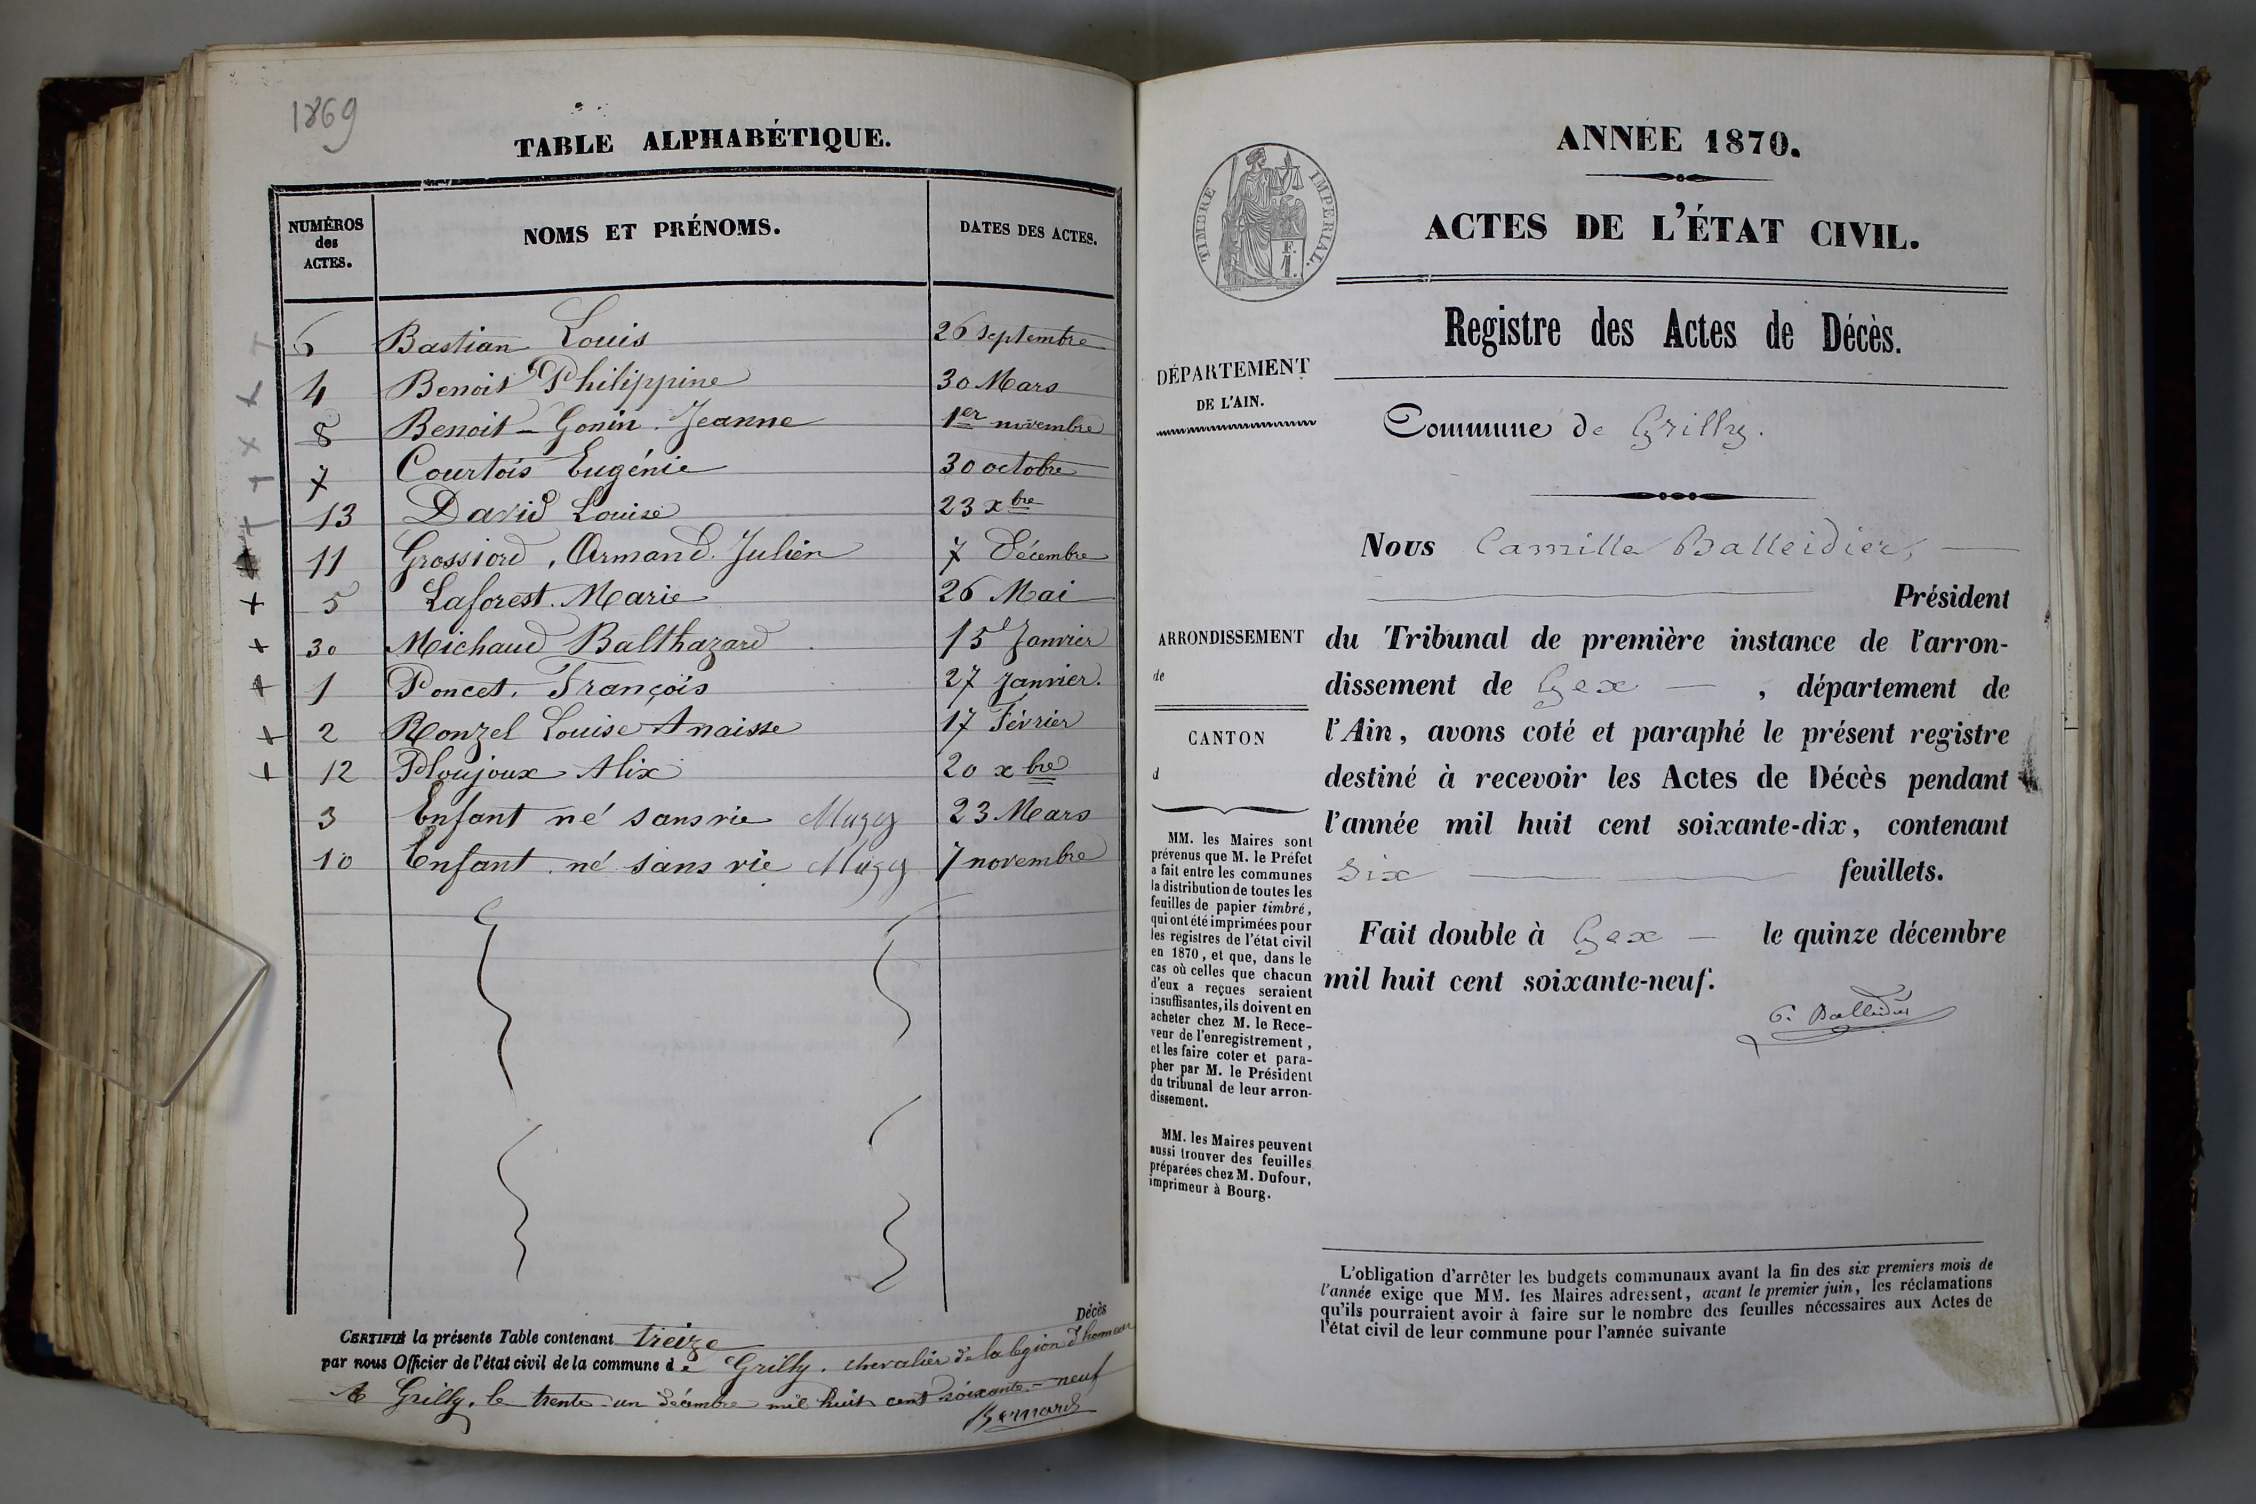 1869
TABLE ALPHABÉTIQUE.
NUMÉROS des ACTES. NOMS ET PRÉNOMS. DATES DES ACTES.
6 Bastian Louis 26 septembre
4 Benoit Philippine 30 Mars
8 Benoit - Gonin. Jeanne 1er novembre
7 Courtois Eugénie 30 octobre
13 David Louise 23 xbre
11 Grossiord, Armand. Julien 7 Décembre
5 Laforest. Marie 26 Mai
30 Michaud Balthazard 15 Janvier
1 Poncet. François 27 Janvier.
2 Ronzel Louise Anaisse 17 Février
12 Ploujoux Alix 20 xbre
3 Enfant né sans vie 23 Mars
10 Enfant né sans vie 7 novembre
Décès
CERTIFIÉ la présente Table contenant treize
par nous Officier de l'état civil de la commune de Grilly. chevalier de la légion d'honneur
A Grilly, le trente un décembre mil huit cent soixante-neuf
Bernard
ANNÉE 1870.
TIMBRE IMPERIAL.
F.
1.
ACTES DE L'ÉTAT CIVIL.
Registre des Actes de Décès.
DÉPARTEMENT
DE L'AIN.
Commune de Grilly.
Nous Camille Balleidier,
Président
ARRONDISSEMENT
de
CANTON
d
du Tribunal de première instance de l'arron-
dissement de Gex, département de
l'Ain, avons coté et paraphé le présent registre
destiné à recevoir les Actes de Décès pendant
l'année mil huit cent soixante-dix, contenant
six feuillets.
Fait double à Gex le quinze décembre
mil huit cent soixante-neuf.
C. Balleidier
MM. les Maires sont
prévenus que M. le Préfet
a fait entre les communes
la distribution de toutes les
feuilles de papier timbré,
qui ont été imprimées pour
les registres de l'état civil
en 1870, et que, dans le
cas où celles que chacun
d'eux a reçues seraient
insuffisantes, ils doivent en
acheter chez M. le Rece-
veur de l'enregistrement,
et les faire coter et para-
pher par M. le Président
du tribunal de leur arron-
dissement.
MM. les Maires peuvent
aussi trouver des feuilles
préparées chez M. Dufour,
imprimeur à Bourg.
L'obligation d'arrêter les budgets communaux avant la fin des six premiers mois de
l'année exige que MM. les Maires adressent, avant le premier juin, les réclamations
qu'ils pourraient avoir à faire sur le nombre des feuilles nécessaires aux Actes de
l'état civil de leur commune pour l'année suivante